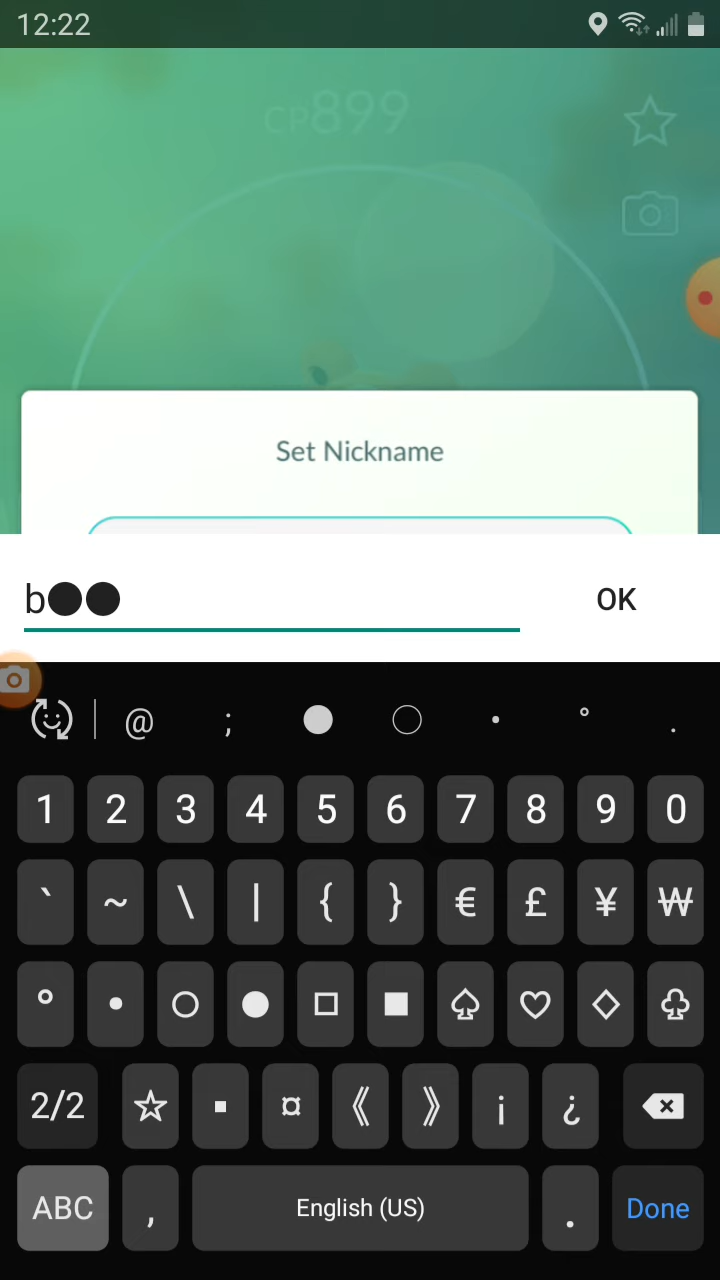 12:22
CP899
Set Nickname
b●● OK
@ ; ● ○ • ° .
1 2 3 4 5 6 7 8 9 0
` ~ \ | { } € £ ¥ ₩
° • ○ ● □ ■ ♤ ♡ ◇ ♧
2/2 ☆ ▪ ¤ 《 》 ¡ ¿
ABC , English (US) . Done